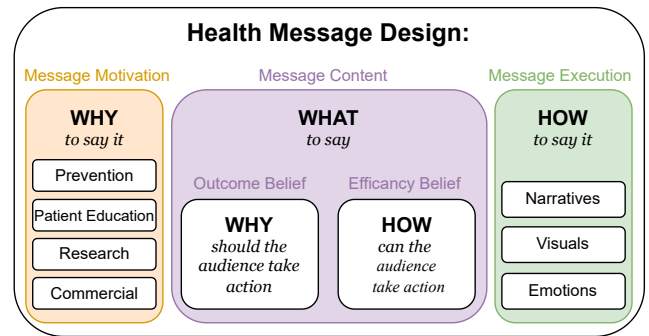 Health Message Design:
Message Motivation
Message Content
Message Execution
WHY
to say it
Prevention
Patient Education
Research
Commercial
WHAT
to say
Outcome Belief
WHY
should the
audience take
action
Efficancy Belief
HOW
can the
audience
take action
HOW
to say it
Narratives
Visuals
Emotions